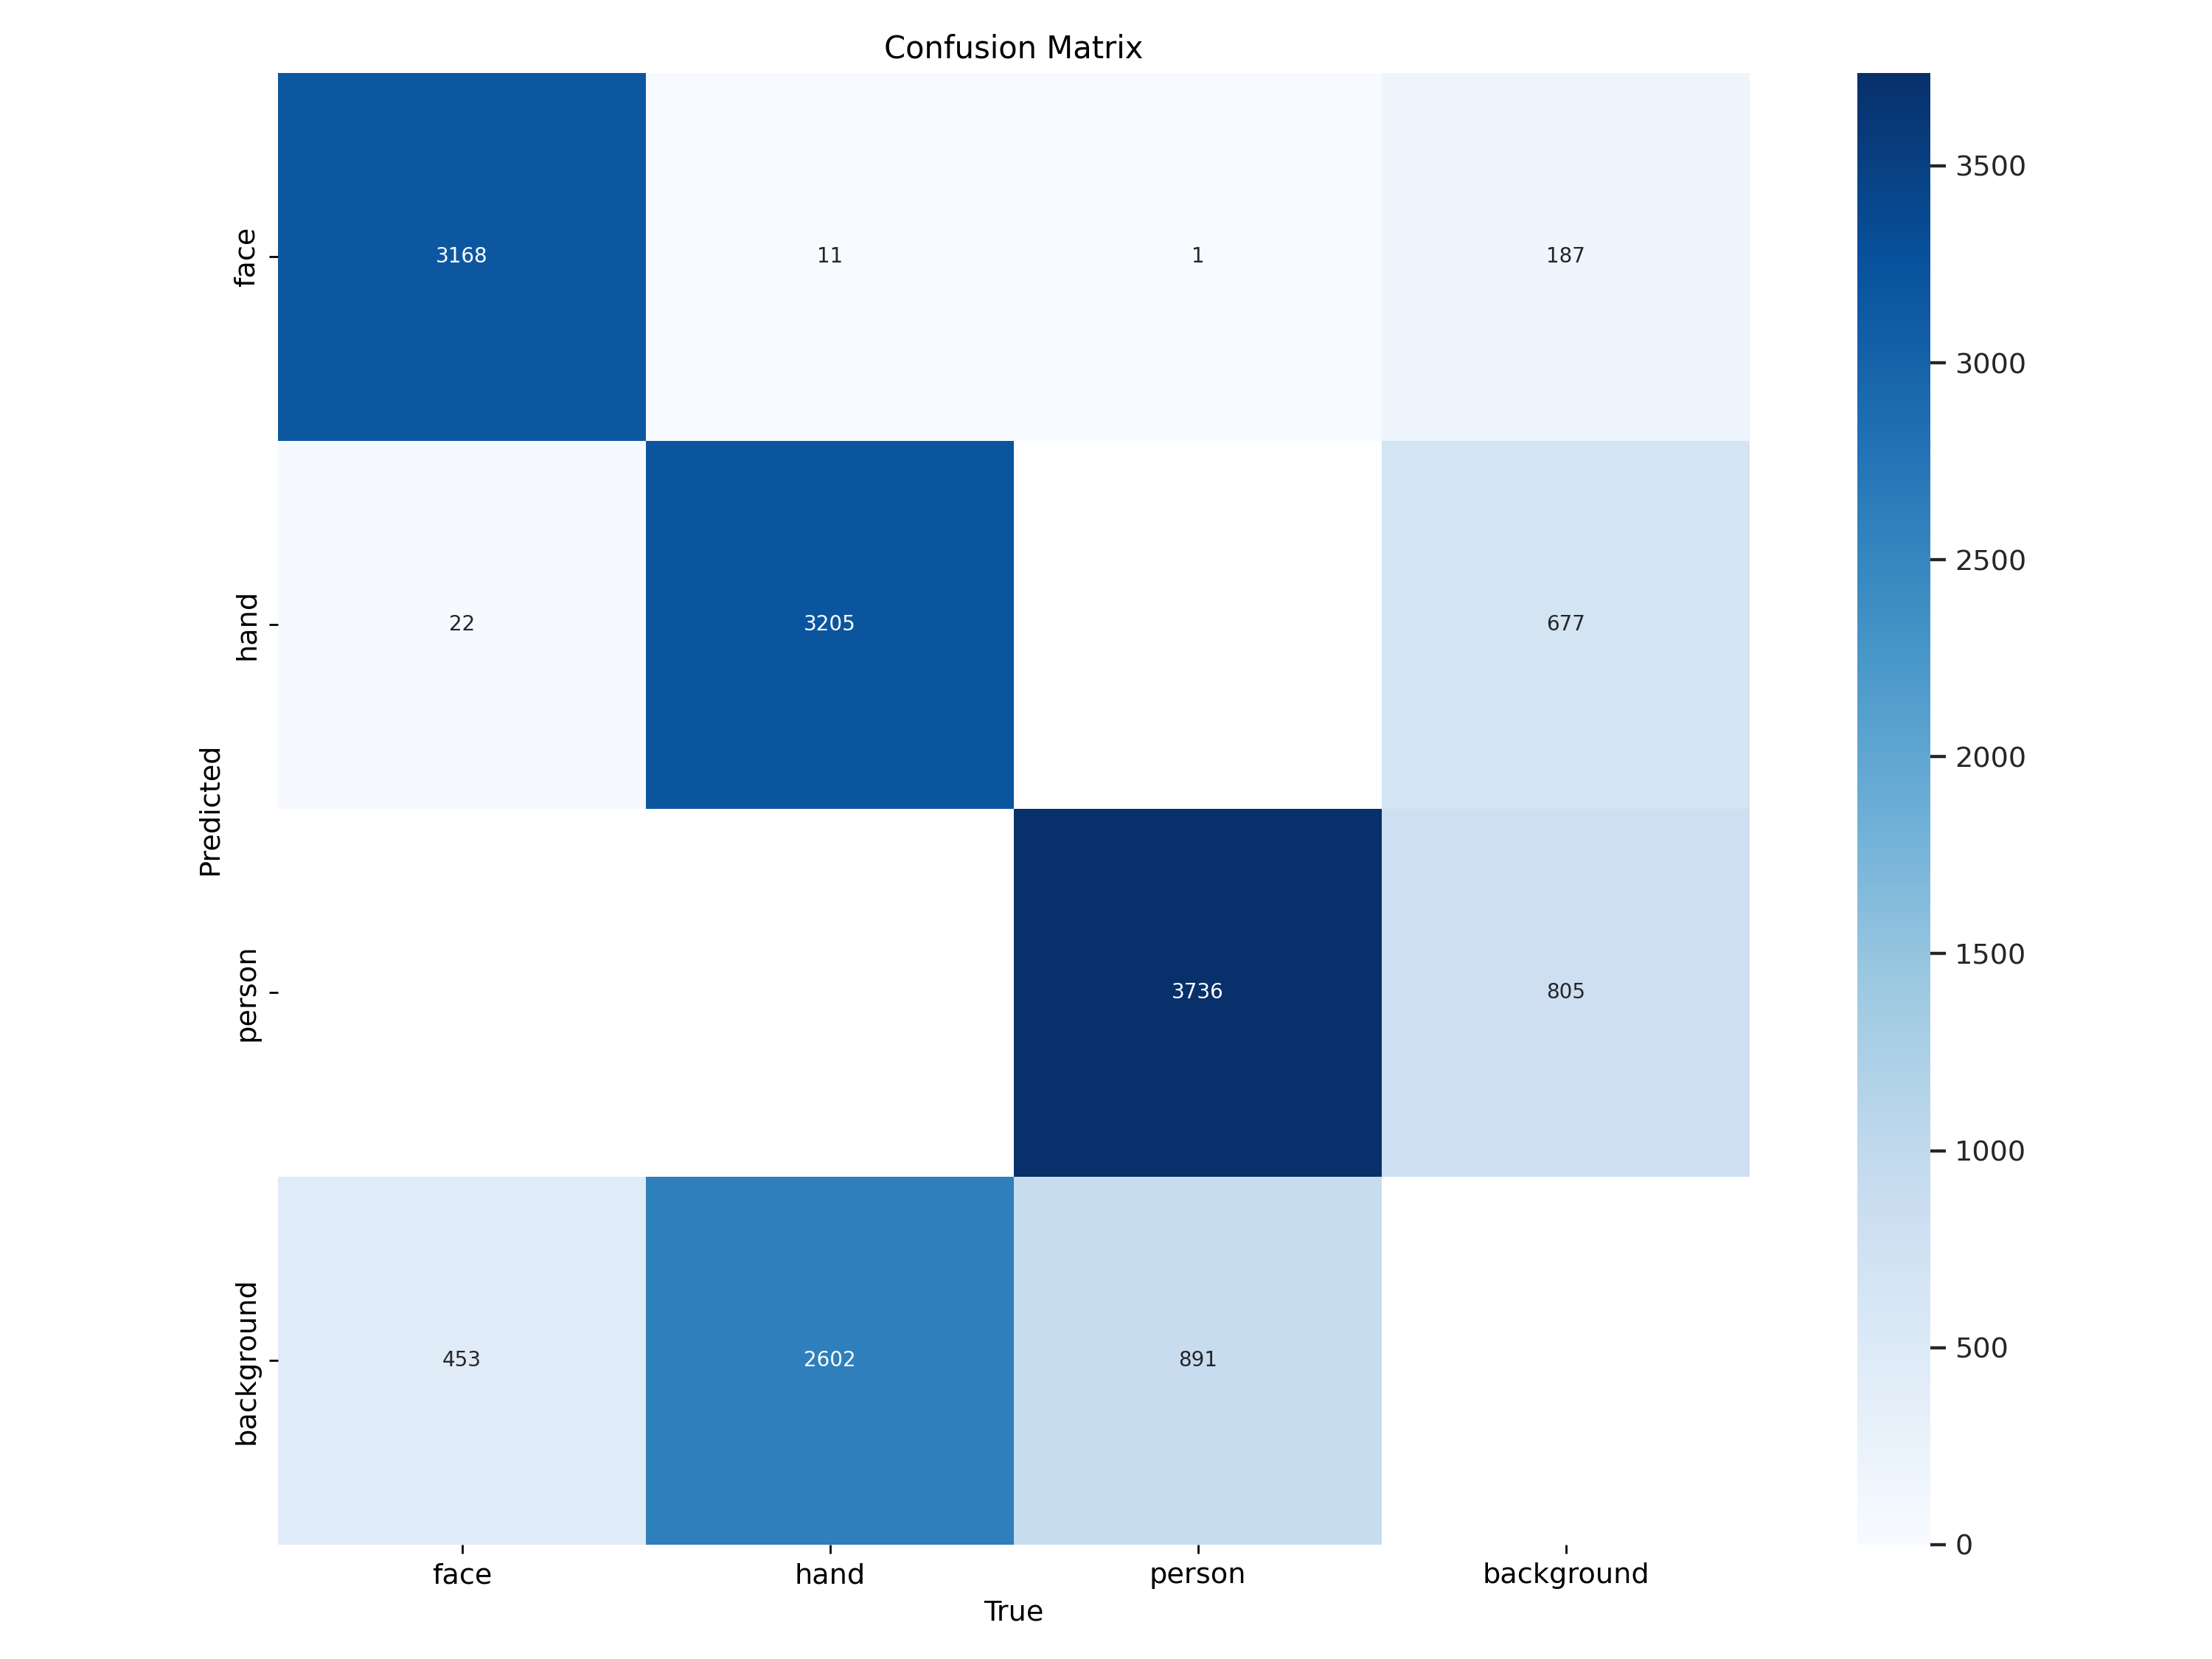 Confusion Matrix
face
3168
11
1
187
hand
22
3205
677
person
3736
805
background
453
2602
891
Predicted
face
hand
person
background
True
3500
3000
2500
2000
1500
1000
500
0